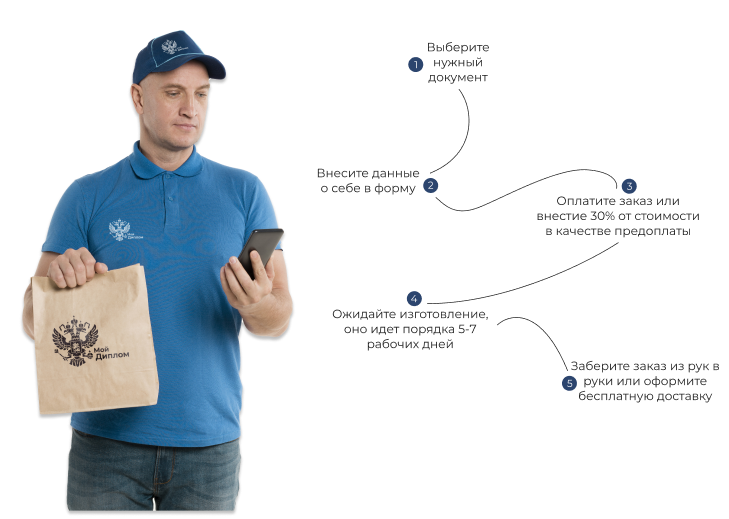 1
Выберите
нужный
документ
Внесите данные
о себе в форму
2
3
Оплатите заказ или
внестие 30% от стоимости
в качестве предоплаты
4
Ожидайте изготовление,
оно идет порядка 5-7
рабочих дней
5
Заберите заказ из рук в
руки или оформите
бесплатную доставку
Мой
Диплом
Мой
Диплом